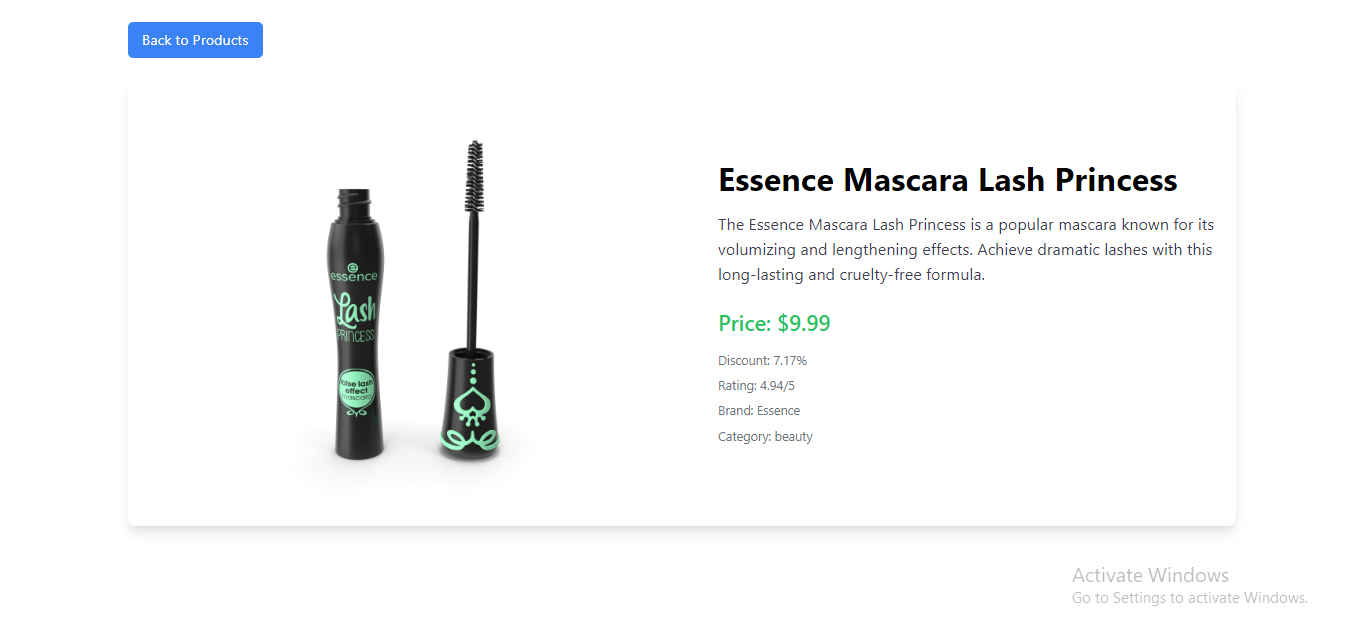 Back to Products
essence
Lash
PRINCESS
false lash
effect
mascara
Essence Mascara Lash Princess
The Essence Mascara Lash Princess is a popular mascara known for its
volumizing and lengthening effects. Achieve dramatic lashes with this
long-lasting and cruelty-free formula.
Price: $9.99
Discount: 7.17%
Rating: 4.94/5
Brand: Essence
Category: beauty
Activate Windows
Go to Settings to activate Windows.